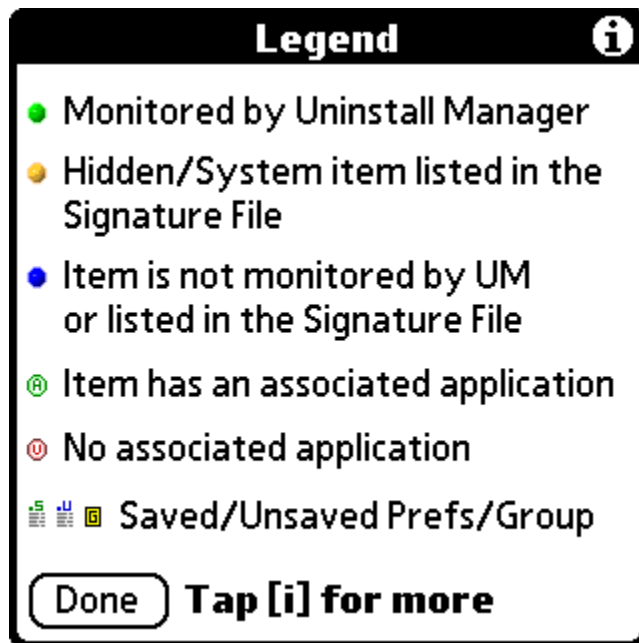 Legend i
Monitored by Uninstall Manager
Hidden/System item listed in the
Signature File
Item is not monitored by UM
or listed in the Signature File
A Item has an associated application
U No associated application
.S .U G Saved/Unsaved Prefs/Group
Done Tap [i] for more